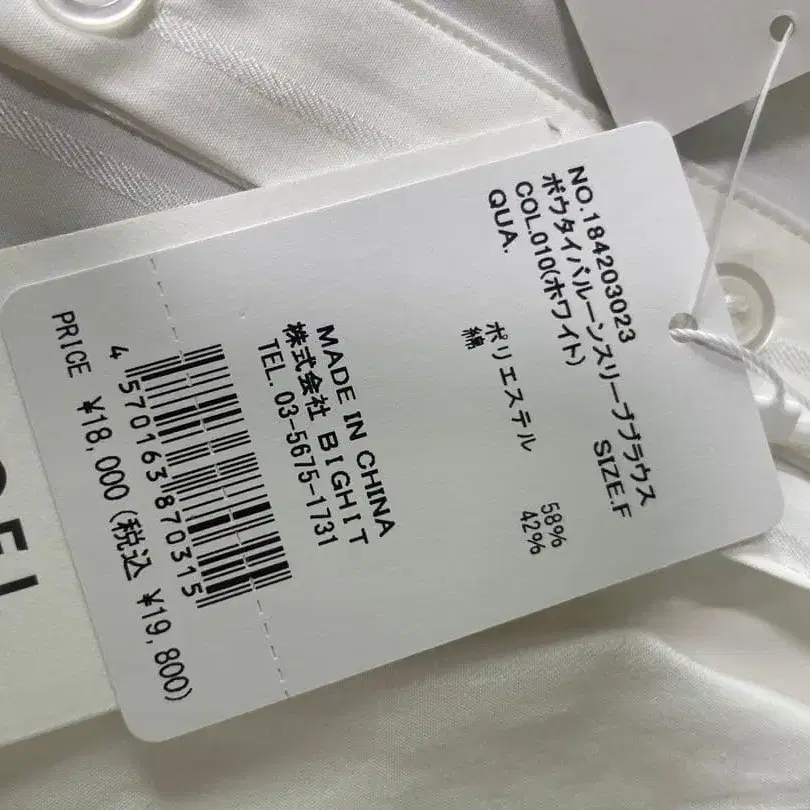 NO.184203023
ボウタイバルーンスリーブブラウス
COL.010(ホワイト) SIZE.F
QUA.
ポリエステル 58%
綿 42%
MADE IN CHINA
株式会社 BIGHIT
TEL. 03-5675-1731
4 570163 870315
PRICE ¥18,000 (税込 ¥19,800)